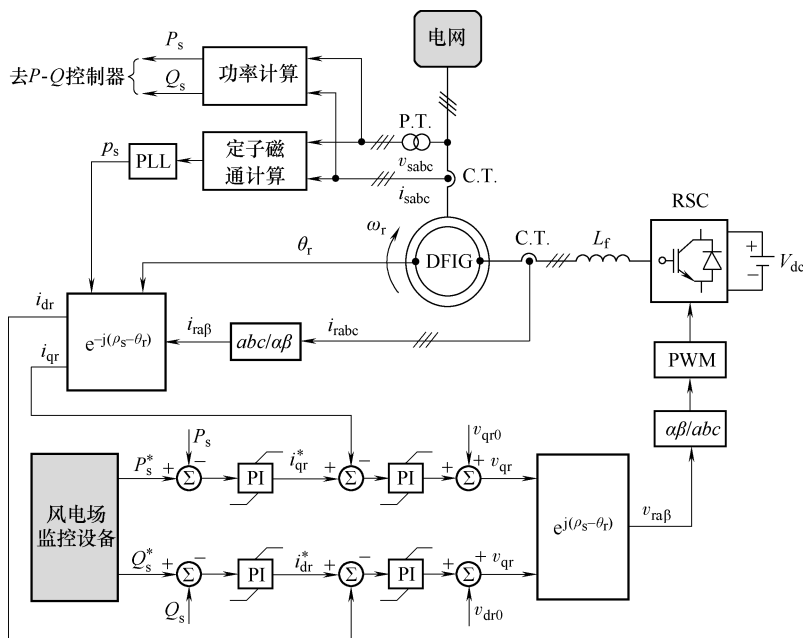 电网
P_s
Q_s
去P-Q控制器
功率计算
P.T.
v_sabc
定子磁
通计算
PLL
p_s
i_sabc
C.T.
RSC
ω_r
DFIG
C.T.
L_f
+
−
V_dc
θ_r
i_dr
i_qr
e^−j(ρ_s−θ_r)
i_raβ
abc/αβ
i_rabc
PWM
αβ/abc
P_s
v_qr0
P_s^*
+
−
Σ
PI
i_qr^*
+
−
Σ
PI
+
Σ
+
v_qr
风电场
监控设备
e^j(ρ_s−θ_r)
v_raβ
Q_s^*
+
−
Σ
PI
i_dr^*
+
−
Σ
PI
+
Σ
+
v_qr
Q_s
v_dr0